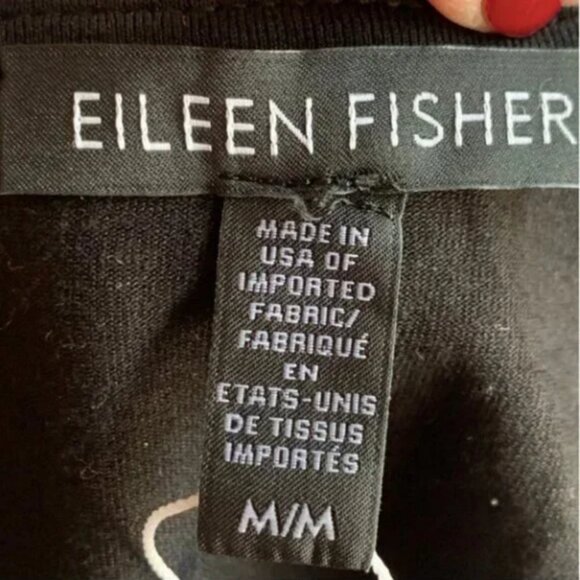 EILEEN FISHER
MADE IN
USA OF
IMPORTED
FABRIC/
FABRIQUÉ
EN
ETATS-UNIS
DE TISSUS
IMPORTÉS
M/M